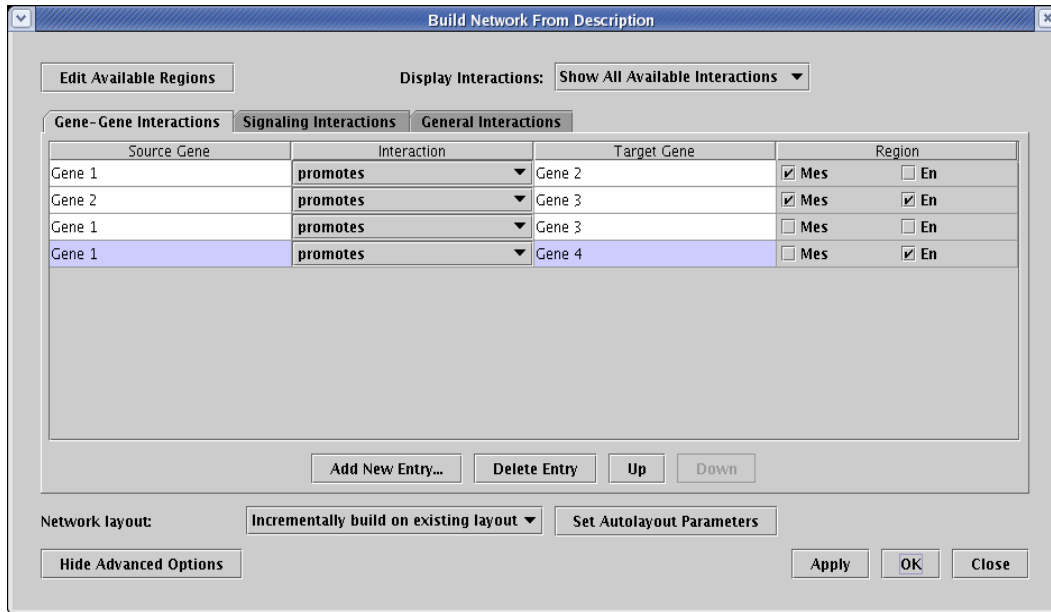 Build Network From Description
Edit Available Regions Display Interactions: Show All Available Interactions
Gene-Gene Interactions Signaling Interactions General Interactions
Source Gene Interaction Target Gene Region
Gene 1 promotes Gene 2 Mes En
Gene 2 promotes Gene 3 Mes En
Gene 1 promotes Gene 3 Mes En
Gene 1 promotes Gene 4 Mes En
Add New Entry... Delete Entry Up Down
Network layout: Incrementally build on existing layout Set Autolayout Parameters
Hide Advanced Options Apply OK Close